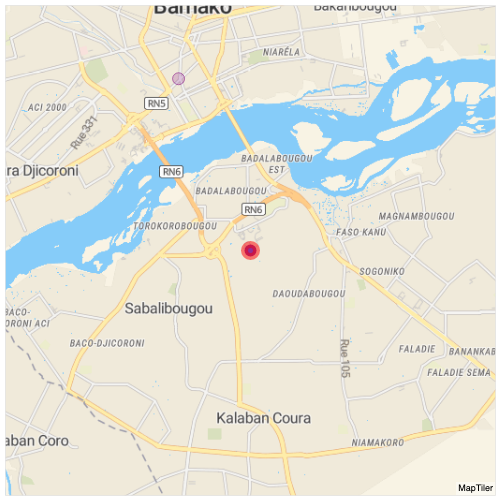 Bamako
Bakaribougou
NIARÉLA
ACI 2000
RN5
Rue 331
BADALABOUGOU
EST
ra Djicoroni
RN6
BADALABOUGOU
RN6
MAGNAMBOUGOU
TOROKOROBOUGOU
FASO KANU
SOGONIKO
DAOUDABOUGOU
Sabalibougou
BACO-
CORONI ACI
BACO-DJICORONI
Rue 105
FALADIE
BANANKAB
FALADIE SEMA
Kalaban Coura
aban Coro
NIAMAKORO
MapTiler